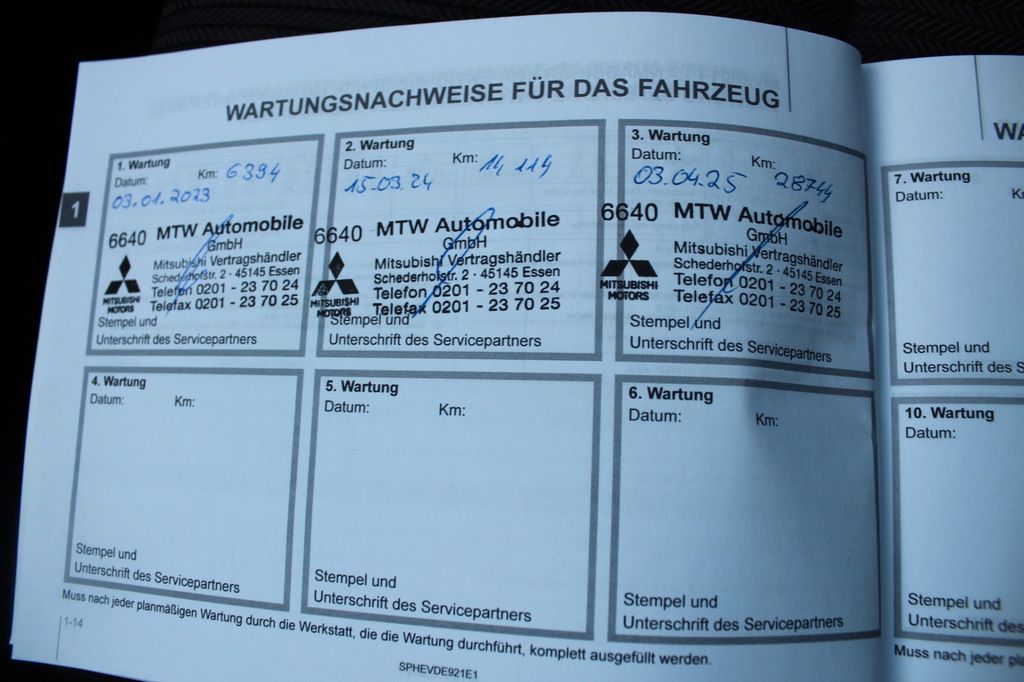 WARTUNGSNACHWEISE FÜR DAS FAHRZEUG
1
1. Wartung
Datum: Km: 6394
03.01.2023
6640 MTW Automobile
GmbH
Mitsubishi Vertragshändler
Schederhofstr. 2 · 45145 Essen
Telefon 0201 - 23 70 24
Telefax 0201 - 23 70 25
MITSUBISHI
MOTORS
Stempel und
Unterschrift des Servicepartners
2. Wartung
Datum: Km: 14 114
15.03.24
6640 MTW Automobile
GmbH
Mitsubishi Vertragshändler
Schederhofstr. 2 · 45145 Essen
Telefon 0201 - 23 70 24
Telefax 0201 - 23 70 25
MITSUBISHI
MOTORS
Stempel und
Unterschrift des Servicepartners
3. Wartung
Datum: Km:
03.04.25 28744
6640 MTW Automobile
GmbH
Mitsubishi Vertragshändler
Schederhofstr. 2 · 45145 Essen
Telefon 0201 - 23 70 24
Telefax 0201 - 23 70 25
MITSUBISHI
MOTORS
Stempel und
Unterschrift des Servicepartners
4. Wartung
Datum: Km:
Stempel und
Unterschrift des Servicepartners
5. Wartung
Datum: Km:
Stempel und
Unterschrift des Servicepartners
6. Wartung
Datum: Km:
Stempel und
Unterschrift des Servicepartners
Muss nach jeder planmäßigen Wartung durch die Werkstatt, die die Wartung durchführt, komplett ausgefüllt werden.
1-14
SPHEVDE921E1
WA
7. Wartung
Datum: K
Stempel und
Unterschrift des S
10. Wartung
Datum:
Stempel und
Unterschrift des
Muss nach jeder pla